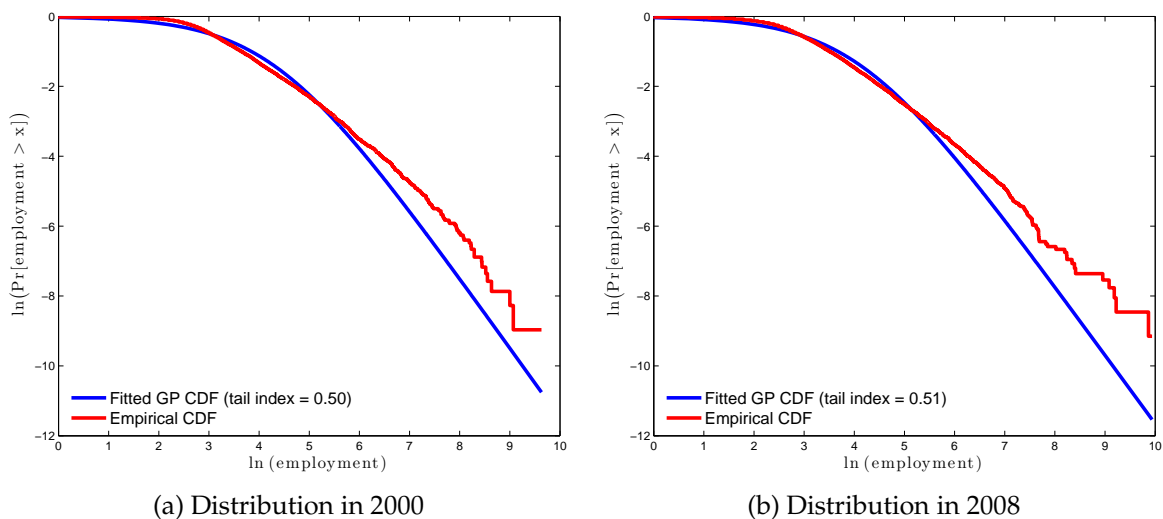 0
−2
−4
−6
−8
−10
−12
0 1 2 3 4 5 6 7 8 9 10
ln(Pr[employment > x])
ln (employment)
Fitted GP CDF (tail index = 0.50)
Empirical CDF
(a) Distribution in 2000
0
−2
−4
−6
−8
−10
−12
0 1 2 3 4 5 6 7 8 9 10
ln(Pr[employment > x])
ln (employment)
Fitted GP CDF (tail index = 0.51)
Empirical CDF
(b) Distribution in 2008